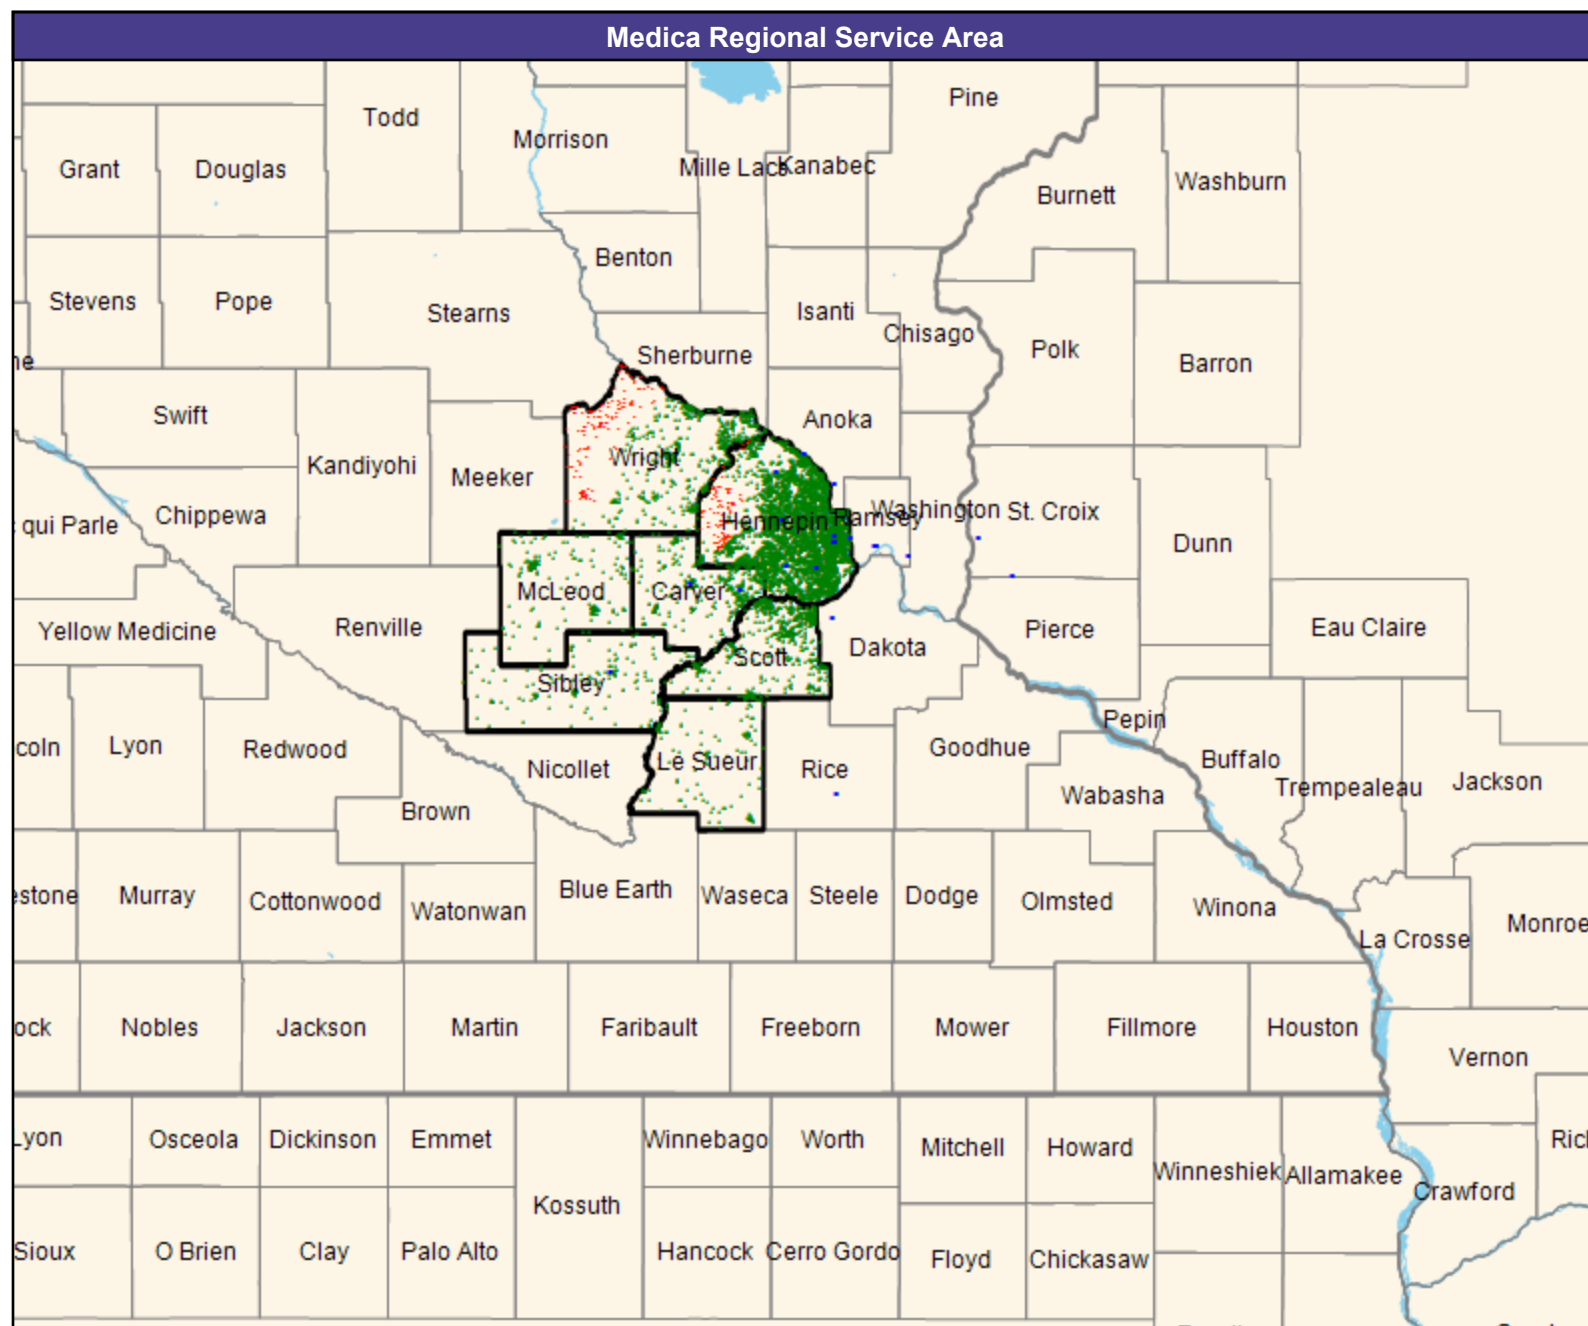 Medica Regional Service Area
Pine
Todd
Morrison
Grant
Douglas
Mille Lacs
Kanabec
Burnett
Washburn
Benton
Stevens
Pope
Stearns
Isanti
Chisago
Sherburne
Polk
Barron
ne
Swift
Anoka
Kandiyohi
Wright
Meeker
qui Parle
Chippewa
Hennepin
Ramsey
Washington
St. Croix
Dunn
McLeod
Carver
Yellow Medicine
Renville
Pierce
Eau Claire
Scott
Dakota
Sibley
Pepin
coln
Lyon
Redwood
Nicollet
Le Sueur
Rice
Goodhue
Buffalo
Trempealeau
Jackson
Brown
Wabasha
estone
Murray
Cottonwood
Watonwan
Blue Earth
Waseca
Steele
Dodge
Olmsted
Winona
La Crosse
Monroe
ock
Nobles
Jackson
Martin
Faribault
Freeborn
Mower
Fillmore
Houston
Vernon
Lyon
Osceola
Dickinson
Emmet
Winnebago
Worth
Mitchell
Howard
Winneshiek
Allamakee
Rich
Crawford
Kossuth
Sioux
O Brien
Clay
Palo Alto
Hancock
Cerro Gordo
Floyd
Chickasaw